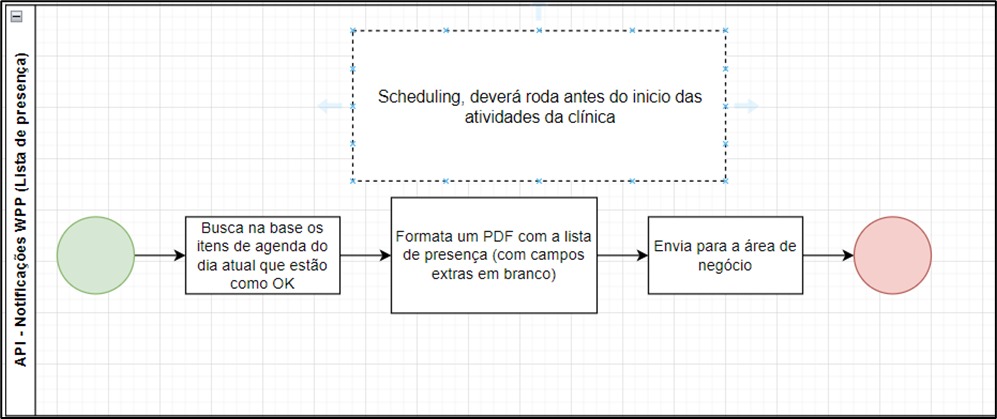 API - Notificações WPP (Lista de presença)
Scheduling, deverá roda antes do inicio das
atividades da clínica
Busca na base os
itens de agenda do
dia atual que estão
como OK
Formata um PDF com a lista
de presença (com campos
extras em branco)
Envia para a área de
negócio